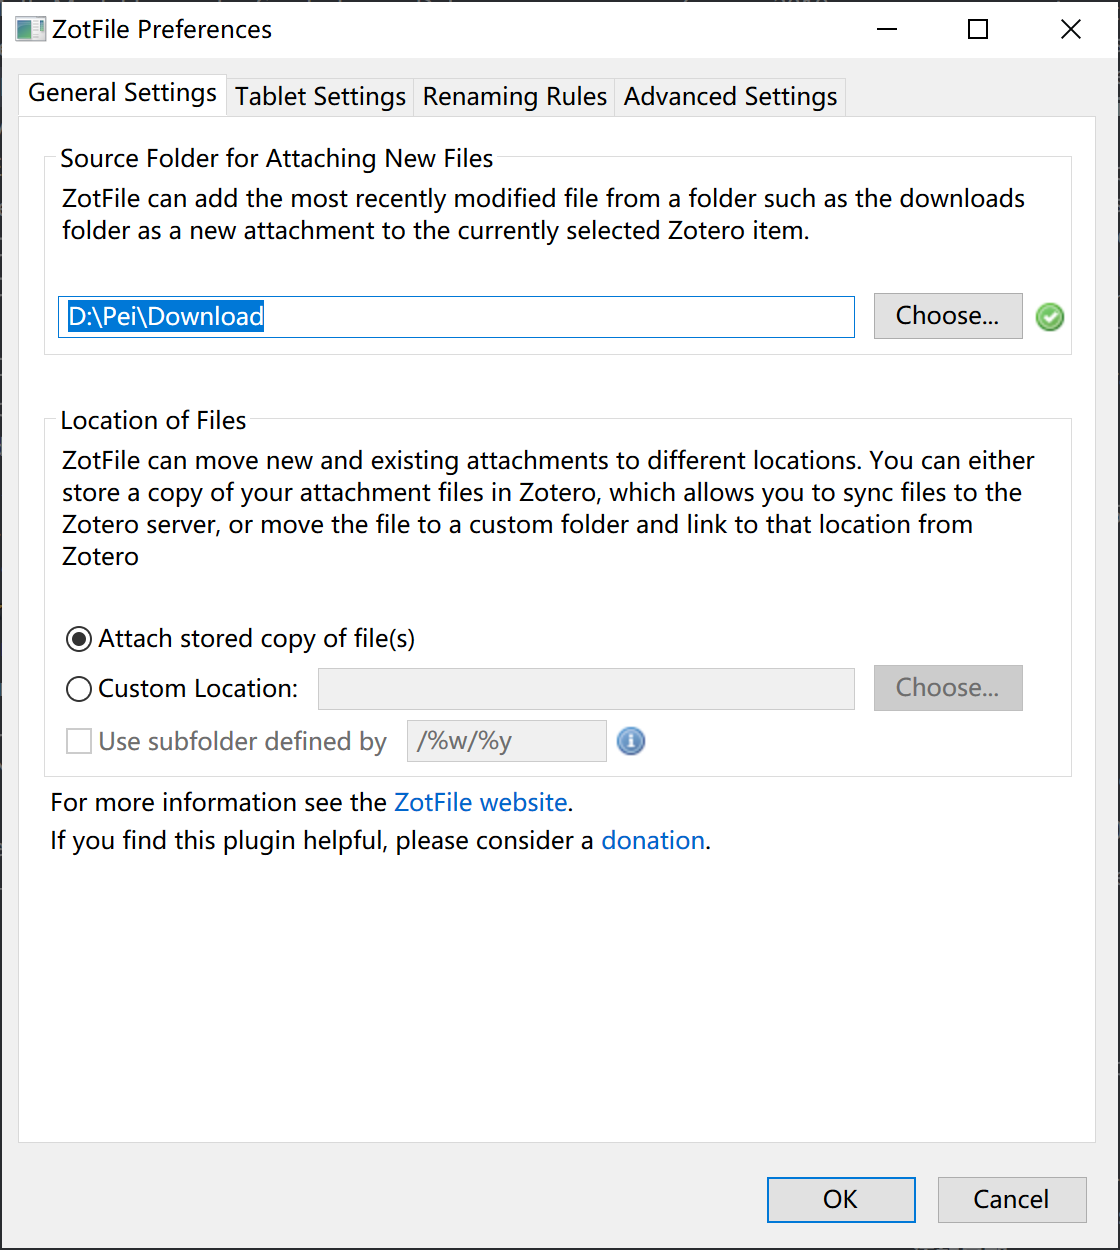 ZotFile Preferences
General Settings
Tablet Settings
Renaming Rules
Advanced Settings
Source Folder for Attaching New Files
ZotFile can add the most recently modified file from a folder such as the downloads
folder as a new attachment to the currently selected Zotero item.
D:\Pei\Download
Choose...
Location of Files
ZotFile can move new and existing attachments to different locations. You can either
store a copy of your attachment files in Zotero, which allows you to sync files to the
Zotero server, or move the file to a custom folder and link to that location from
Zotero
Attach stored copy of file(s)
Custom Location:
Choose...
Use subfolder defined by
/%w/%y
For more information see the ZotFile website.
If you find this plugin helpful, please consider a donation.
OK
Cancel